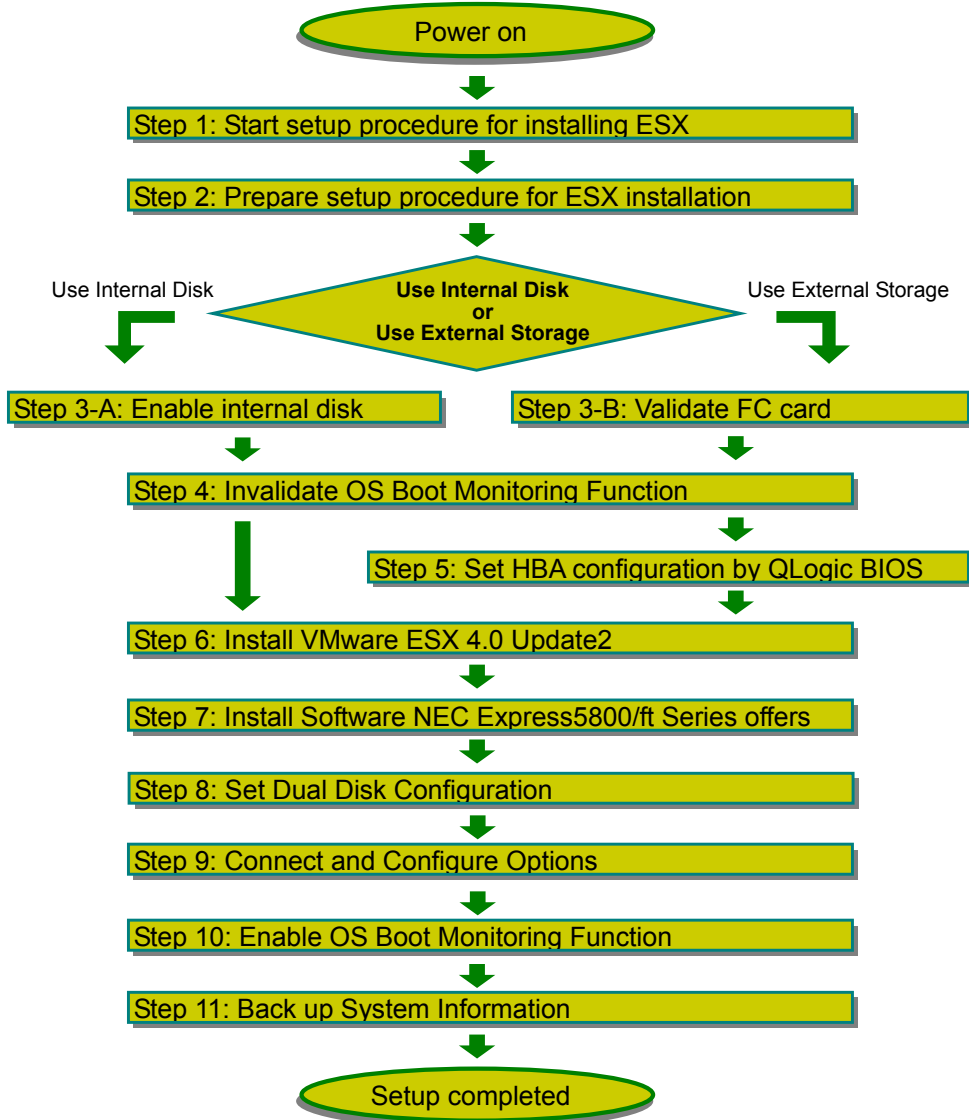 Power on
Step 1: Start setup procedure for installing ESX
Step 2: Prepare setup procedure for ESX installation
Use Internal Disk
Use Internal Disk
or
Use External Storage
Use External Storage
Step 3-A: Enable internal disk
Step 3-B: Validate FC card
Step 4: Invalidate OS Boot Monitoring Function
Step 5: Set HBA configuration by QLogic BIOS
Step 6: Install VMware ESX 4.0 Update2
Step 7: Install Software NEC Express5800/ft Series offers
Step 8: Set Dual Disk Configuration
Step 9: Connect and Configure Options
Step 10: Enable OS Boot Monitoring Function
Step 11: Back up System Information
Setup completed